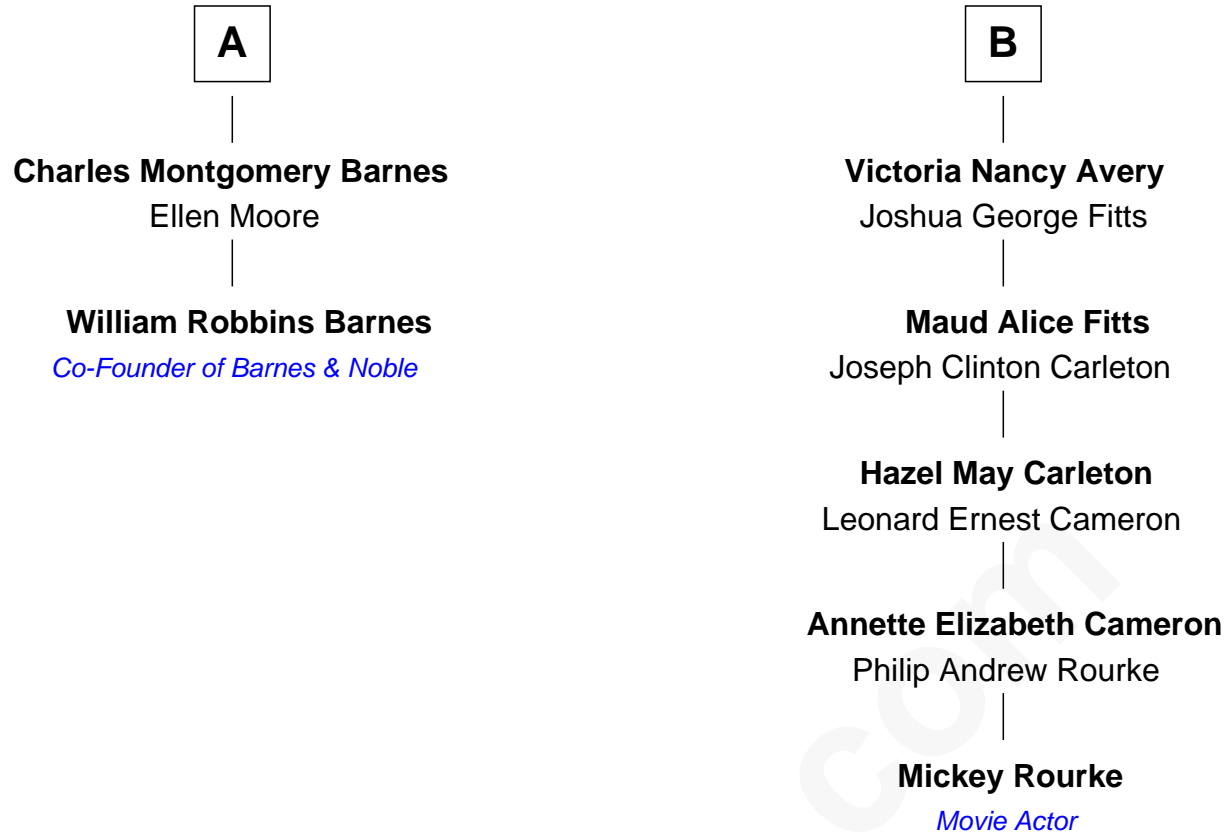 A
Charles Montgomery Barnes
Ellen Moore
William Robbins Barnes
Co-Founder of Barnes & Noble
B
Victoria Nancy Avery
Joshua George Fitts
Maud Alice Fitts
Joseph Clinton Carleton
Hazel May Carleton
Leonard Ernest Cameron
Annette Elizabeth Cameron
Philip Andrew Rourke
Mickey Rourke
Movie Actor
com